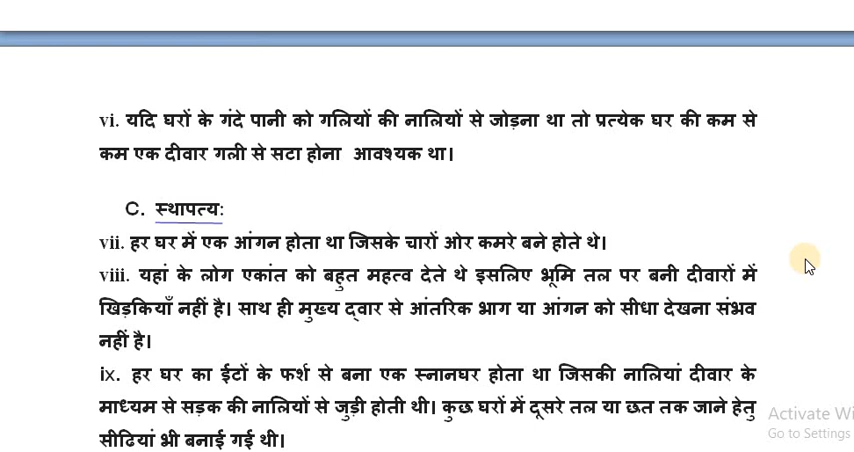 vi. यदि घरों के गंदे पानी को गलियों की नालियों से जोड़ना था तो प्रत्येक घर की कम से
कम एक दीवार गली से सटा होना आवश्यक था।
C. स्थापत्य:
vii. हर घर में एक आंगन होता था जिसके चारों ओर कमरे बने होते थे।
viii. यहां के लोग एकांत को बहुत महत्व देते थे इसलिए भूमि तल पर बनी दीवारों में
खिड़कियाँ नहीं है। साथ ही मुख्य द्वार से आंतरिक भाग या आंगन को सीधा देखना संभव
नहीं है।
ix. हर घर का ईंटों के फर्श से बना एक स्नानघर होता था जिसकी नालियां दीवार के
माध्यम से सड़क की नालियों से जुड़ी होती थी। कुछ घरों में दूसरे तल या छत तक जाने हेतु
सीढियां भी बनाई गई थी।
Activate Wi
Go to Settings